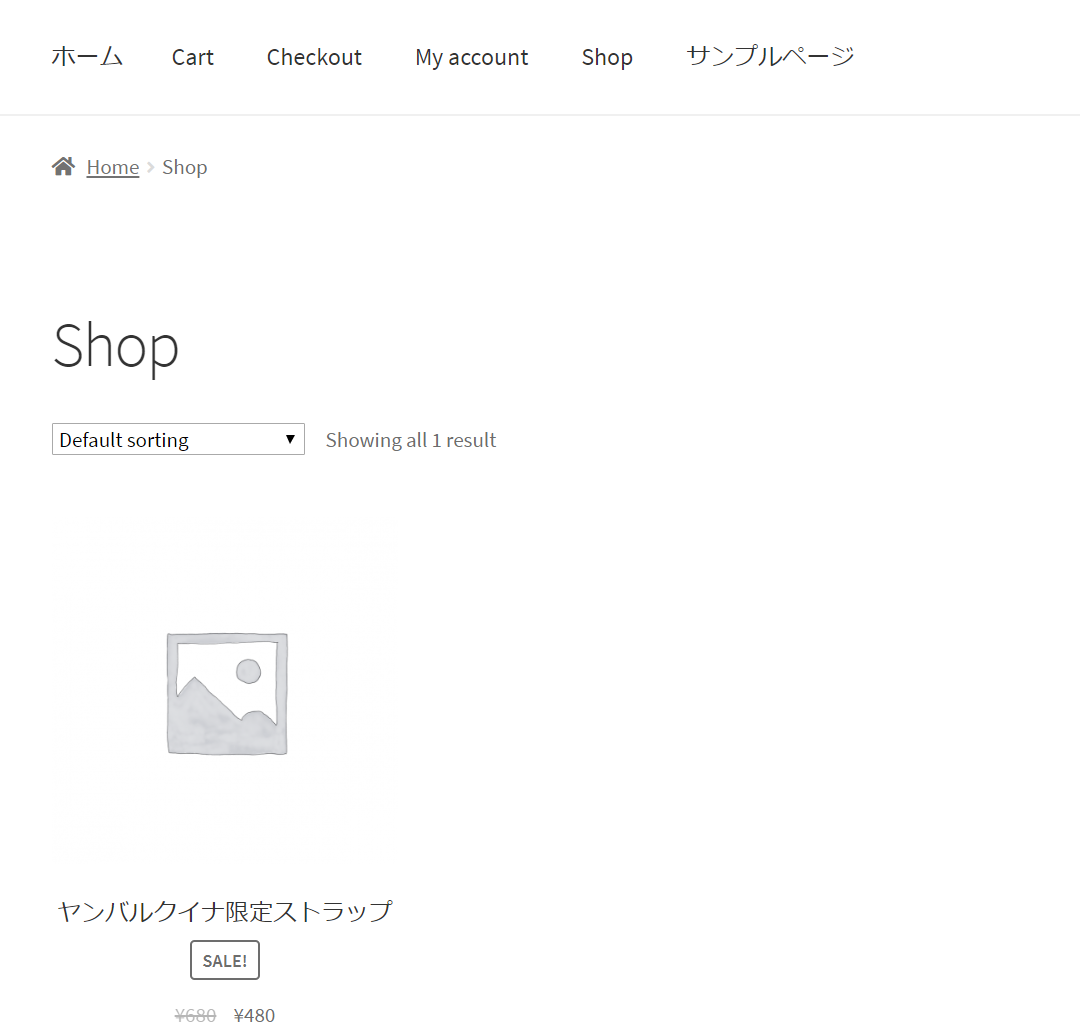 ホーム Cart Checkout My account Shop サンプルページ
Home > Shop
Shop
Default sorting ▼ Showing all 1 result
ヤンバルクイナ限定ストラップ
SALE!
¥680 ¥480